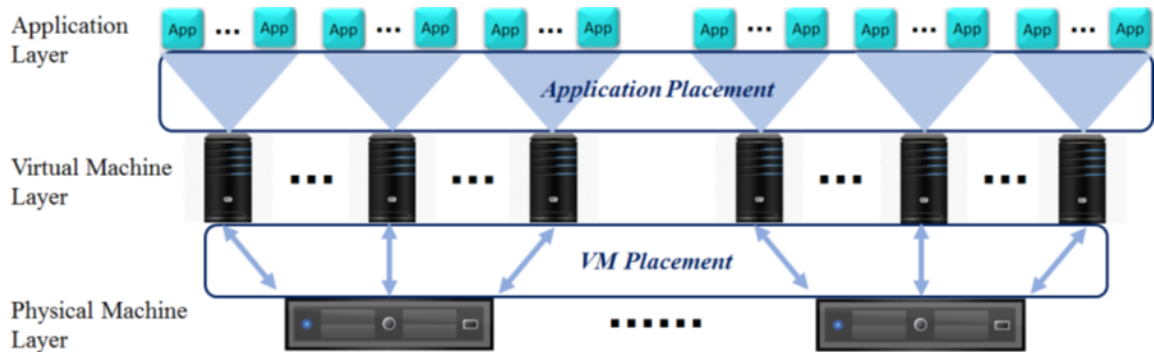 Application
Layer
App ... App App ... App App ... App App ... App App ... App App ... App
Application Placement
Virtual Machine
Layer
... ... ... ...
VM Placement
Physical Machine
Layer
......